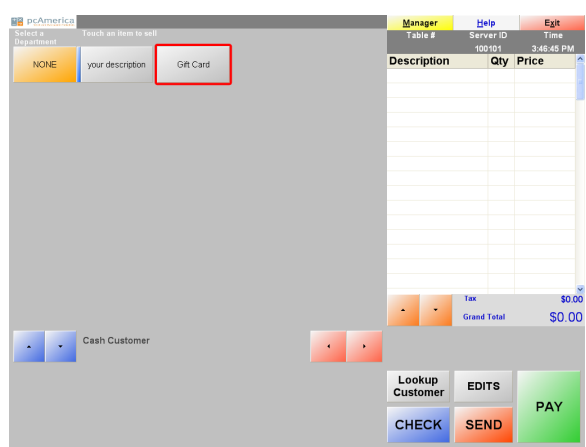 pcAmerica
Manager Help Exit
Select a Department
Touch an item to sell
Table # Server ID Time
100101 3:46:45 PM
NONE your description Gift Card
Description Qty Price
Tax $0.00
Grand Total $0.00
Cash Customer
Lookup Customer
EDITS
PAY
CHECK SEND